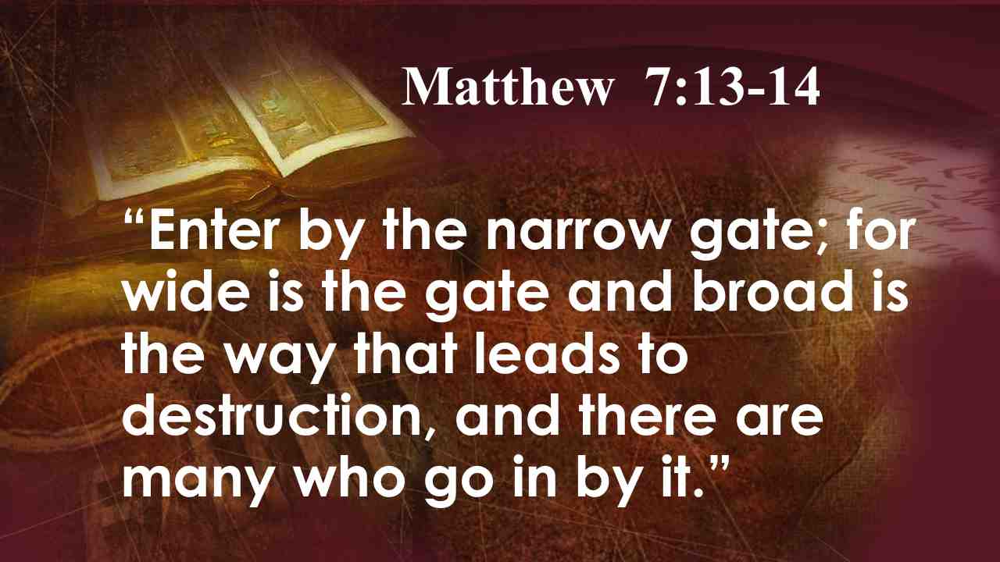 Matthew 7:13-14
“Enter by the narrow gate; for
wide is the gate and broad is
the way that leads to
destruction, and there are
many who go in by it.”